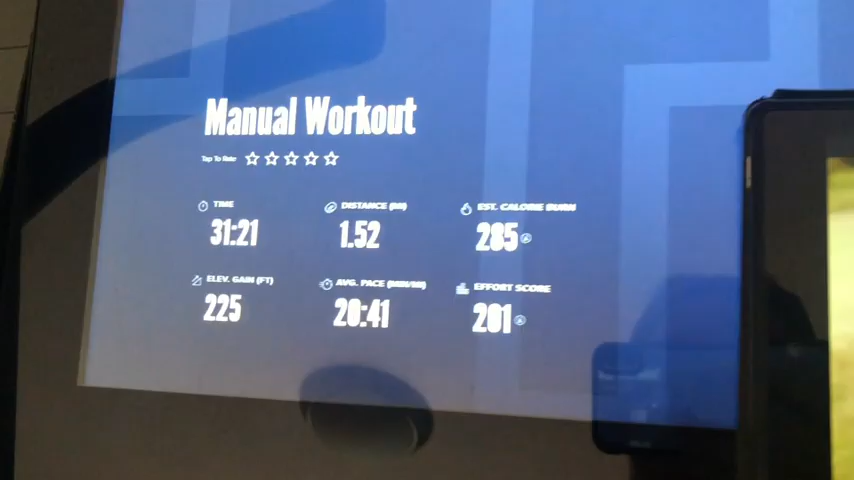 Manual Workout
Tap To Rate
TIME DISTANCE (MI) EST. CALORIE BURN
31:21 1.52 285
ELEV. GAIN (FT) AVG. PACE (MIN/MI) EFFORT SCORE
225 20:41 201